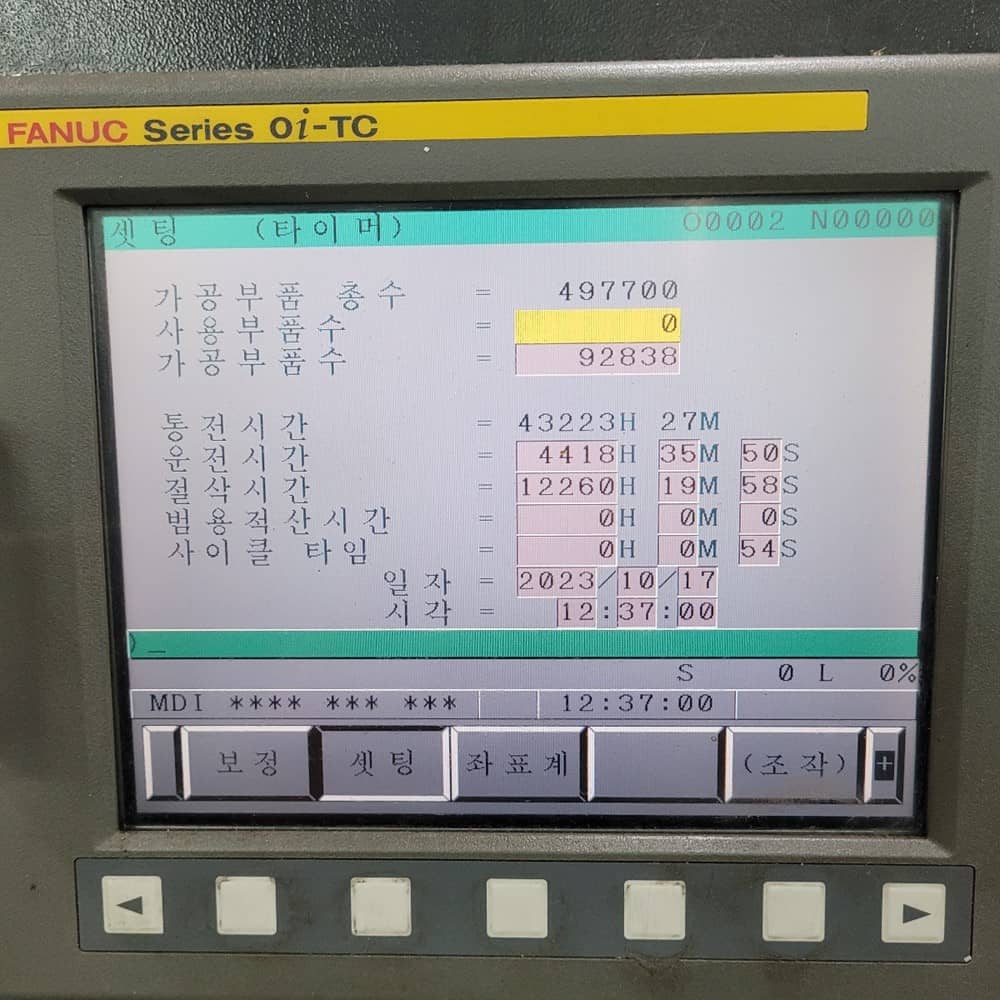 FANUC Series 0i-TC
셋팅 (타이머) O0002 N00000
가공부품 총수 = 497700
사용부품수 = 0
가공부품수 = 92838
통전시간 = 43223H 27M
운전시간 = 4418H 35M 50S
절삭시간 = 12260H 19M 58S
범용적산시간 = 0H 0M 0S
사이클 타임 = 0H 0M 54S
일자 = 2023/10/17
시각 = 12:37:00
)_
S 0 L 0%
MDI **** *** *** 12:37:00
보정 셋팅 좌표계 (조작) +